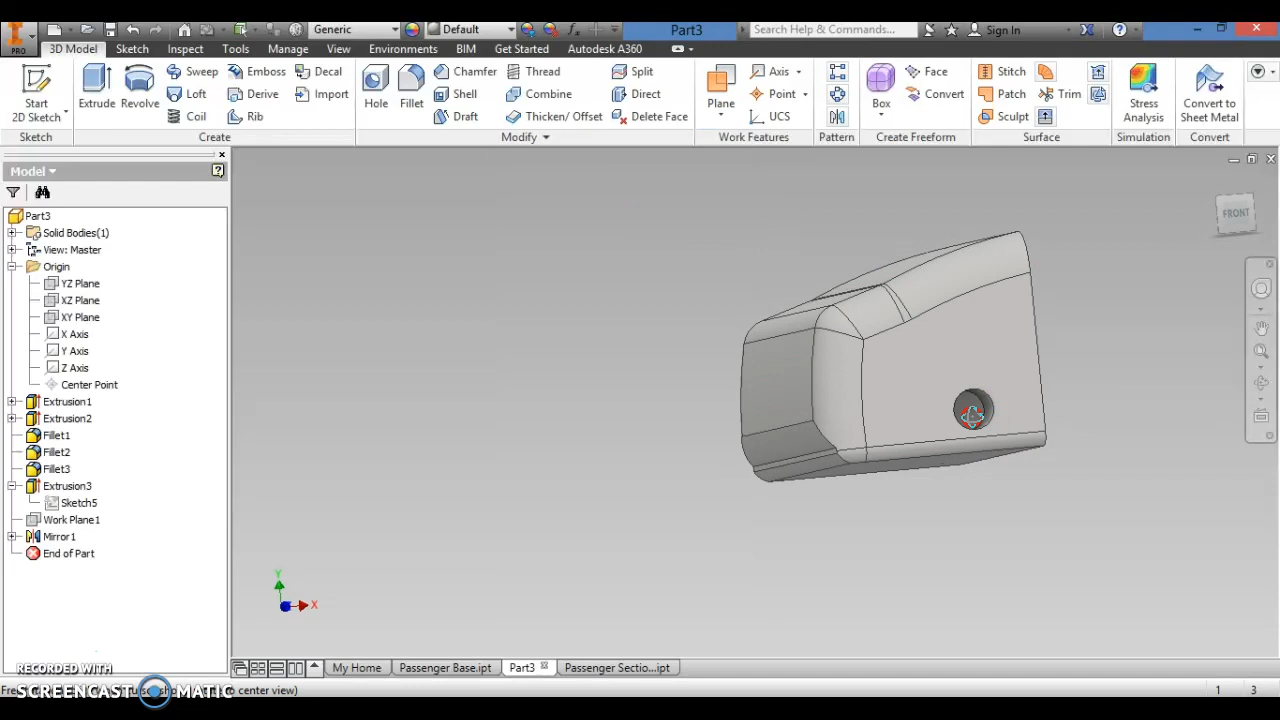 Generic
Default
fx
Part3
Search Help & Commands...
Sign In
PRO
3D Model
Sketch
Inspect
Tools
Manage
View
Environments
BIM
Get Started
Autodesk A360
Start
2D Sketch
Extrude
Revolve
Sweep
Loft
Coil
Emboss
Derive
Rib
Decal
Import
Hole
Fillet
Chamfer
Shell
Draft
Thread
Combine
Thicken/ Offset
Split
Direct
Delete Face
Plane
Axis
Point
UCS
Box
Face
Convert
Stitch
Patch
Sculpt
Trim
Stress
Analysis
Convert to
Sheet Metal
Sketch
Create
Modify
Work Features
Pattern
Create Freeform
Surface
Simulation
Convert
Model
Part3
Solid Bodies(1)
View: Master
Origin
YZ Plane
XZ Plane
XY Plane
X Axis
Y Axis
Z Axis
Center Point
Extrusion1
Extrusion2
Fillet1
Fillet2
Fillet3
Extrusion3
Sketch5
Work Plane1
Mirror1
End of Part
FRONT
Y
X
My Home
Passenger Base.ipt
Part3
Passenger Sectio...ipt
RECORDED WITH
SCREENCAST MATIC
to center view)
1 3